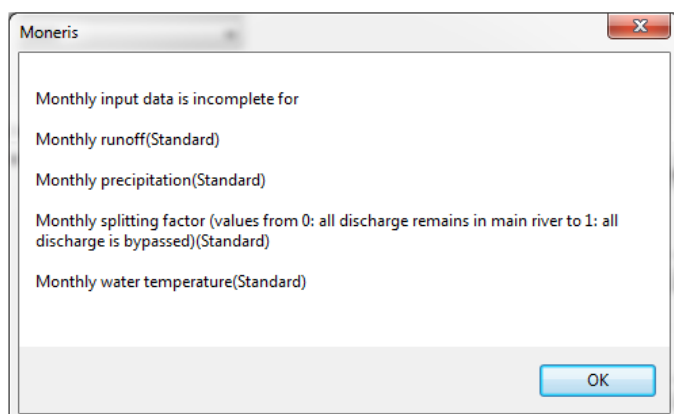 Moneris
Monthly input data is incomplete for
Monthly runoff(Standard)
Monthly precipitation(Standard)
Monthly splitting factor (values from 0: all discharge remains in main river to 1: all
discharge is bypassed)(Standard)
Monthly water temperature(Standard)
OK